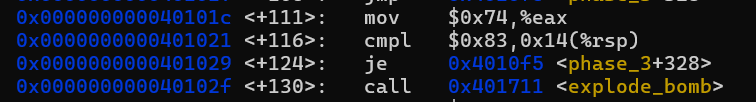 0x000000000040101c <+111>: mov $0x74,%eax
0x0000000000401021 <+116>: cmpl $0x83,0x14(%rsp)
0x0000000000401029 <+124>: je 0x4010f5 <phase_3+328>
0x000000000040102f <+130>: call 0x401711 <explode_bomb>